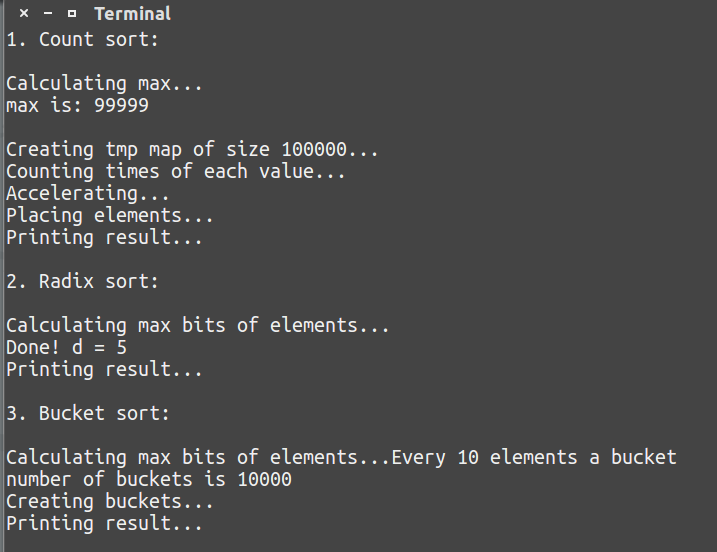 Terminal
1. Count sort:
Calculating max...
max is: 99999
Creating tmp map of size 100000...
Counting times of each value...
Accelerating...
Placing elements...
Printing result...
2. Radix sort:
Calculating max bits of elements...
Done! d = 5
Printing result...
3. Bucket sort:
Calculating max bits of elements...Every 10 elements a bucket
number of buckets is 10000
Creating buckets...
Printing result...